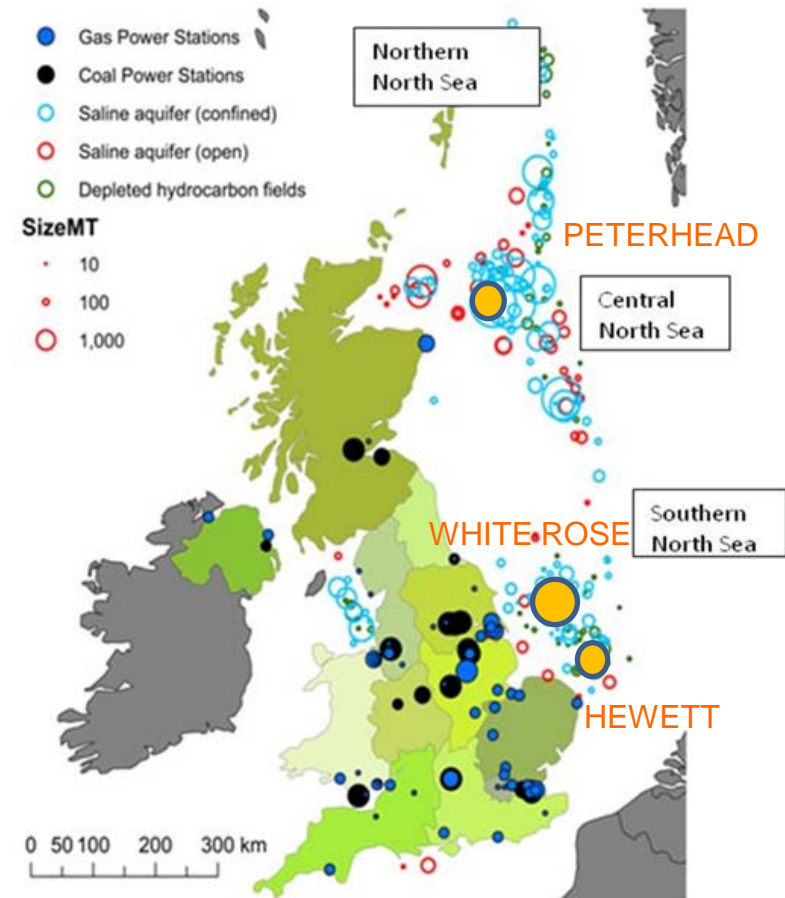 Gas Power Stations
Coal Power Stations
Saline aquifer (confined)
Saline aquifer (open)
Depleted hydrocarbon fields
SizeMT
10
100
1,000
Northern
North Sea
PETERHEAD
Central
North Sea
WHITE ROSE
Southern
North Sea
HEWETT
0 50 100 200 300 km